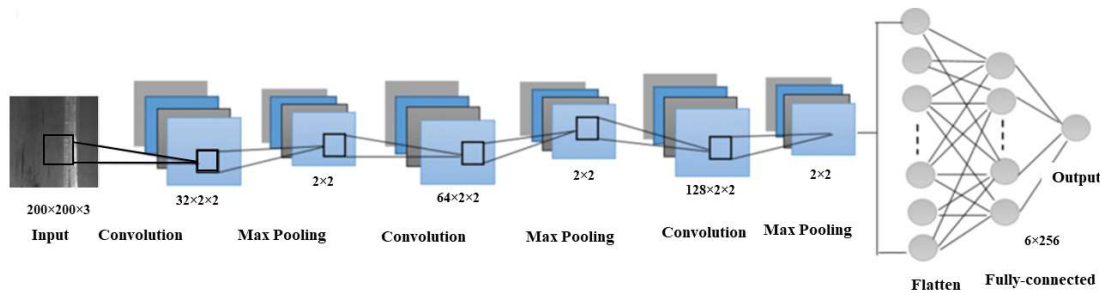 200×200×3
Input
32×2×2
Convolution
2×2
Max Pooling
64×2×2
Convolution
2×2
Max Pooling
128×2×2
Convolution
2×2
Max Pooling
Flatten
6×256
Fully-connected
Output